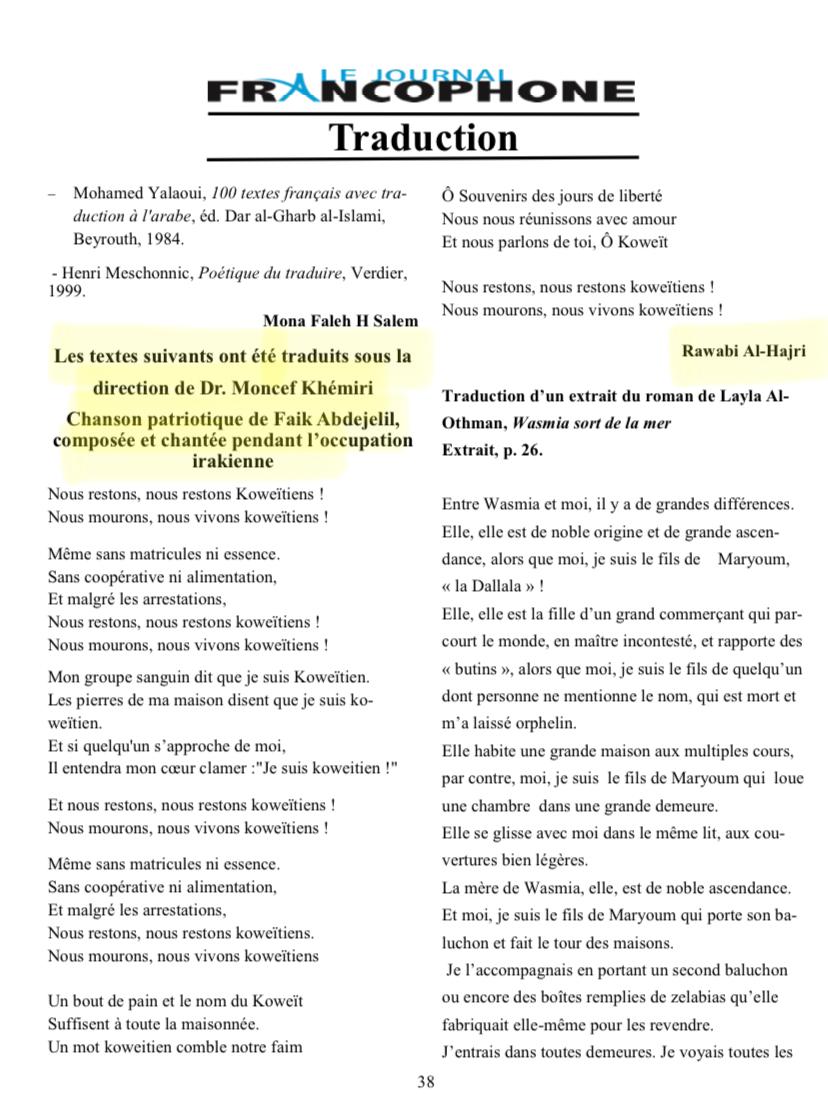 LE JOURNAL
FRANCOPHONE
Traduction
– Mohamed Yalaoui, 100 textes français avec tra-
duction à l'arabe, éd. Dar al-Gharb al-Islami,
Beyrouth, 1984.
- Henri Meschonnic, Poétique du traduire, Verdier,
1999.
Mona Faleh H Salem
Les textes suivants ont été traduits sous la
direction de Dr. Moncef Khémiri
Chanson patriotique de Faik Abdejelil,
composée et chantée pendant l’occupation
irakienne
Nous restons, nous restons Koweïtiens !
Nous mourons, nous vivons koweïtiens !
Même sans matricules ni essence.
Sans coopérative ni alimentation,
Et malgré les arrestations,
Nous restons, nous restons koweïtiens !
Nous mourons, nous vivons koweïtiens !
Mon groupe sanguin dit que je suis Koweïtien.
Les pierres de ma maison disent que je suis ko-
weïtien.
Et si quelqu'un s’approche de moi,
Il entendra mon cœur clamer :"Je suis koweitien !"
Et nous restons, nous restons koweïtiens !
Nous mourons, nous vivons koweïtiens !
Même sans matricules ni essence.
Sans coopérative ni alimentation,
Et malgré les arrestations,
Nous restons, nous restons koweïtiens.
Nous mourons, nous vivons koweïtiens
Un bout de pain et le nom du Koweït
Suffisent à toute la maisonnée.
Un mot koweitien comble notre faim
Ô Souvenirs des jours de liberté
Nous nous réunissons avec amour
Et nous parlons de toi, Ô Koweït
Nous restons, nous restons koweïtiens !
Nous mourons, nous vivons koweïtiens !
Rawabi Al-Hajri
Traduction d’un extrait du roman de Layla Al-
Othman, Wasmia sort de la mer
Extrait, p. 26.
Entre Wasmia et moi, il y a de grandes différences.
Elle, elle est de noble origine et de grande ascen-
dance, alors que moi, je suis le fils de Maryoum,
« la Dallala » !
Elle, elle est la fille d’un grand commerçant qui par-
court le monde, en maître incontesté, et rapporte des
« butins », alors que moi, je suis le fils de quelqu’un
dont personne ne mentionne le nom, qui est mort et
m’a laissé orphelin.
Elle habite une grande maison aux multiples cours,
par contre, moi, je suis le fils de Maryoum qui loue
une chambre dans une grande demeure.
Elle se glisse avec moi dans le même lit, aux cou-
vertures bien légères.
La mère de Wasmia, elle, est de noble ascendance.
Et moi, je suis le fils de Maryoum qui porte son ba-
luchon et fait le tour des maisons.
Je l’accompagnais en portant un second baluchon
ou encore des boîtes remplies de zelabias qu’elle
fabriquait elle-même pour les revendre.
J’entrais dans toutes demeures. Je voyais toutes les
38